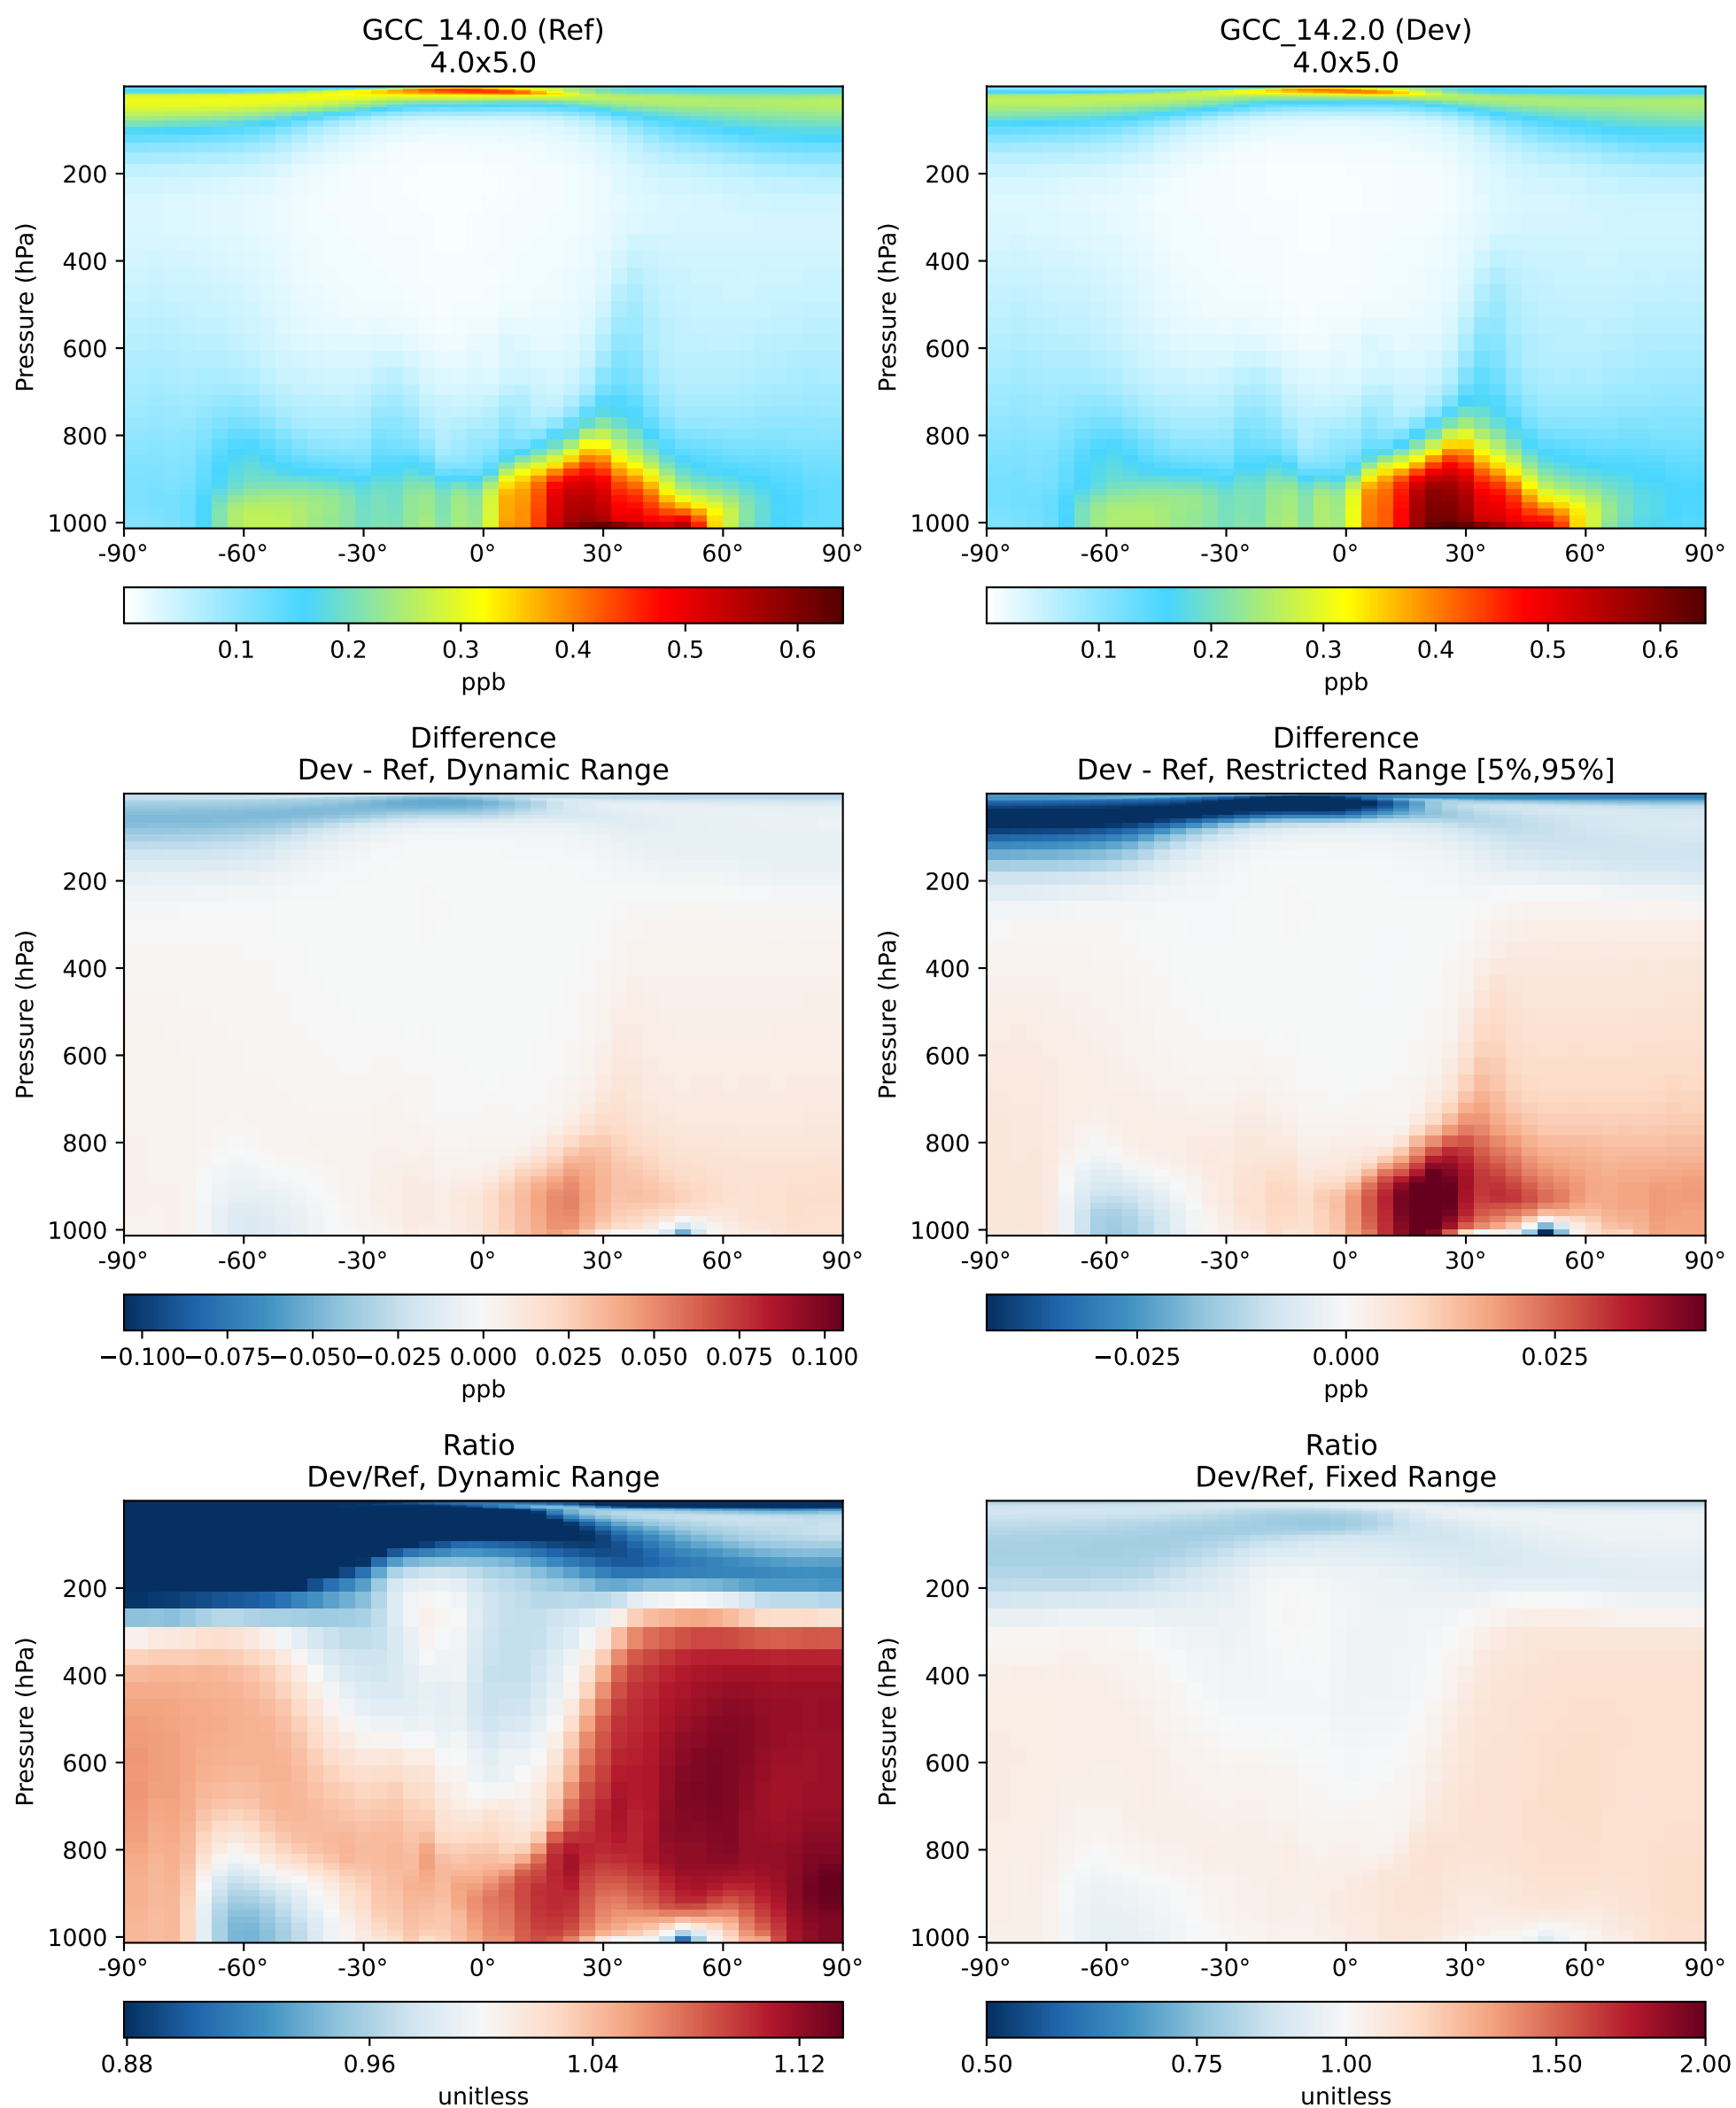 GCC_14.0.0 (Ref)
4.0x5.0
Pressure (hPa)
200
400
600
800
1000
-90° -60° -30° 0° 30° 60° 90°
0.1 0.2 0.3 0.4 0.5 0.6
ppb
GCC_14.2.0 (Dev)
4.0x5.0
Pressure (hPa)
200
400
600
800
1000
-90° -60° -30° 0° 30° 60° 90°
0.1 0.2 0.3 0.4 0.5 0.6
ppb
Difference
Dev - Ref, Dynamic Range
Pressure (hPa)
200
400
600
800
1000
-90° -60° -30° 0° 30° 60° 90°
−0.100 −0.075 −0.050 −0.025 0.000 0.025 0.050 0.075 0.100
ppb
Difference
Dev - Ref, Restricted Range [5%,95%]
Pressure (hPa)
200
400
600
800
1000
-90° -60° -30° 0° 30° 60° 90°
−0.025 0.000 0.025
ppb
Ratio
Dev/Ref, Dynamic Range
Pressure (hPa)
200
400
600
800
1000
-90° -60° -30° 0° 30° 60° 90°
0.88 0.96 1.04 1.12
unitless
Ratio
Dev/Ref, Fixed Range
Pressure (hPa)
200
400
600
800
1000
-90° -60° -30° 0° 30° 60° 90°
0.50 0.75 1.00 1.50 2.00
unitless